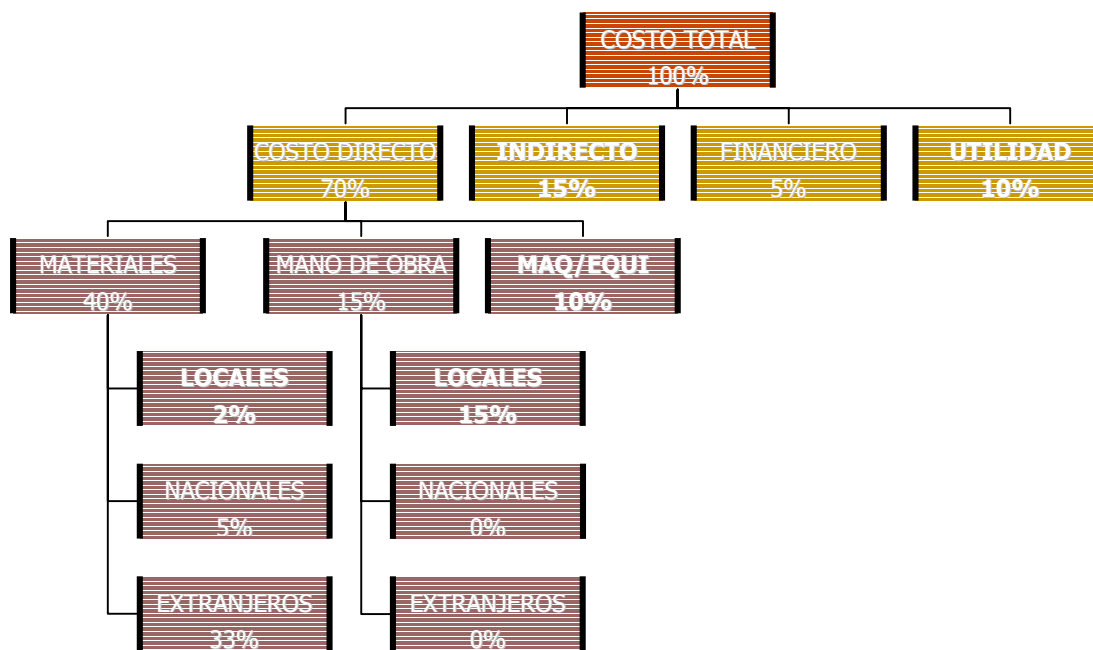 COSTO TOTAL
100%
COSTO DIRECTO
70%
INDIRECTO
15%
FINANCIERO
5%
UTILIDAD
10%
MATERIALES
40%
MANO DE OBRA
15%
MAQ/EQUI
10%
LOCALES
2%
LOCALES
15%
NACIONALES
5%
NACIONALES
0%
EXTRANJEROS
33%
EXTRANJEROS
0%